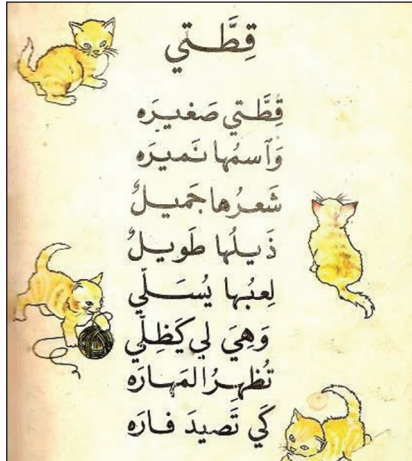 قِطَّتي
قِطَّتي صَغيرَه
وَٱسمُها نَميرَه
شَعرُها جَميلٌ
ذَيلُها طَويلٌ
لِعبُها يُسَلّي
وَهِيَ لي كَظِلّي
تُظهِرُ المَهارَه
كَي تَصيدَ فارَه